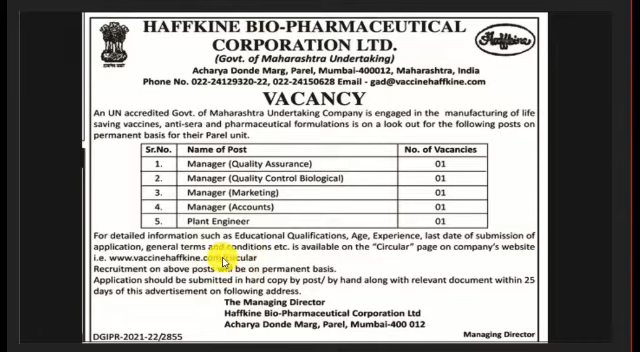 HAFFKINE BIO-PHARMACEUTICAL
CORPORATION LTD.
(Govt. of Maharashtra Undertaking)
Haffkine
Acharya Donde Marg, Parel, Mumbai-400012, Maharashtra, India
Phone No. 022-24129320-22, 022-24150628 Email - gad@vaccinehaffkine.com
VACANCY
An UN accredited Govt. of Maharashtra Undertaking Company is engaged in the manufacturing of life
saving vaccines, anti-sera and pharmaceutical formulations is on a look out for the following posts on
permanent basis for their Parel unit.
Sr.No. Name of Post No. of Vacancies
1. Manager (Quality Assurance) 01
2. Manager (Quality Control Biological) 01
3. Manager (Marketing) 01
4. Manager (Accounts) 01
5. Plant Engineer 01
For detailed information such as Educational Qualifications, Age, Experience, last date of submission of
application, general terms and conditions etc. is available on the "Circular" page on company's website
i.e. www.vaccinehaffkine.com/circular
Recruitment on above posts will be on permanent basis.
Application should be submitted in hard copy by post/ by hand along with relevant document within 25
days of this advertisement on following address.
The Managing Director
Haffkine Bio-Pharmaceutical Corporation Ltd
Acharya Donde Marg, Parel, Mumbai-400 012
DGIPR-2021-22/2855 Managing Director